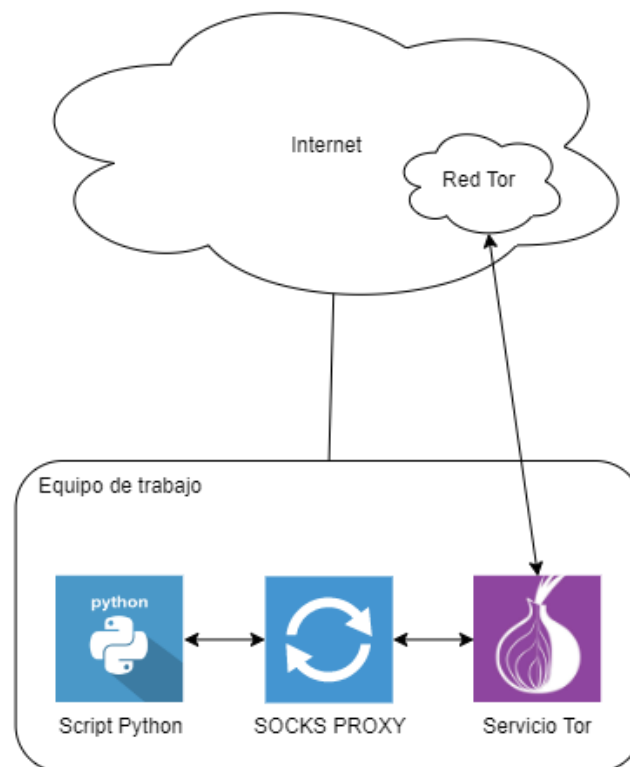 Internet
Red Tor
Equipo de trabajo
python
Script Python
SOCKS PROXY
Servicio Tor